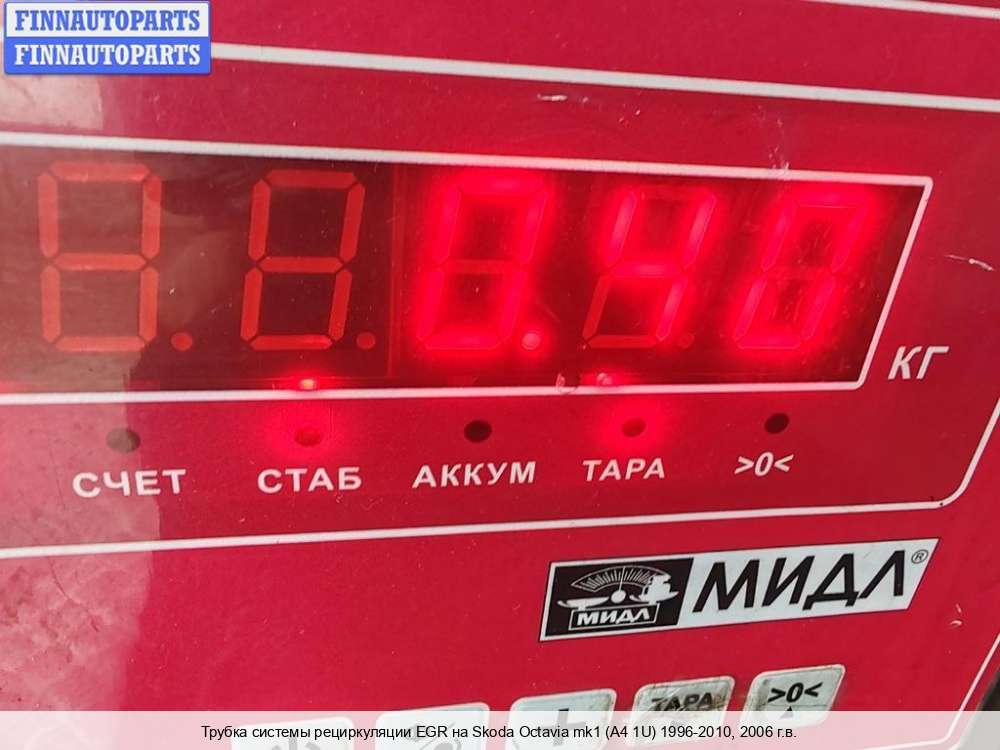 FINNAUTOPARTS
FINNAUTOPARTS
0.40
КГ
СЧЕТ СТАБ АККУМ ТАРА >0<
МИДЛ МИДЛ®
+ ТАРА >0<
Трубка системы рециркуляции EGR на Skoda Octavia mk1 (A4 1U) 1996-2010, 2006 г.в.